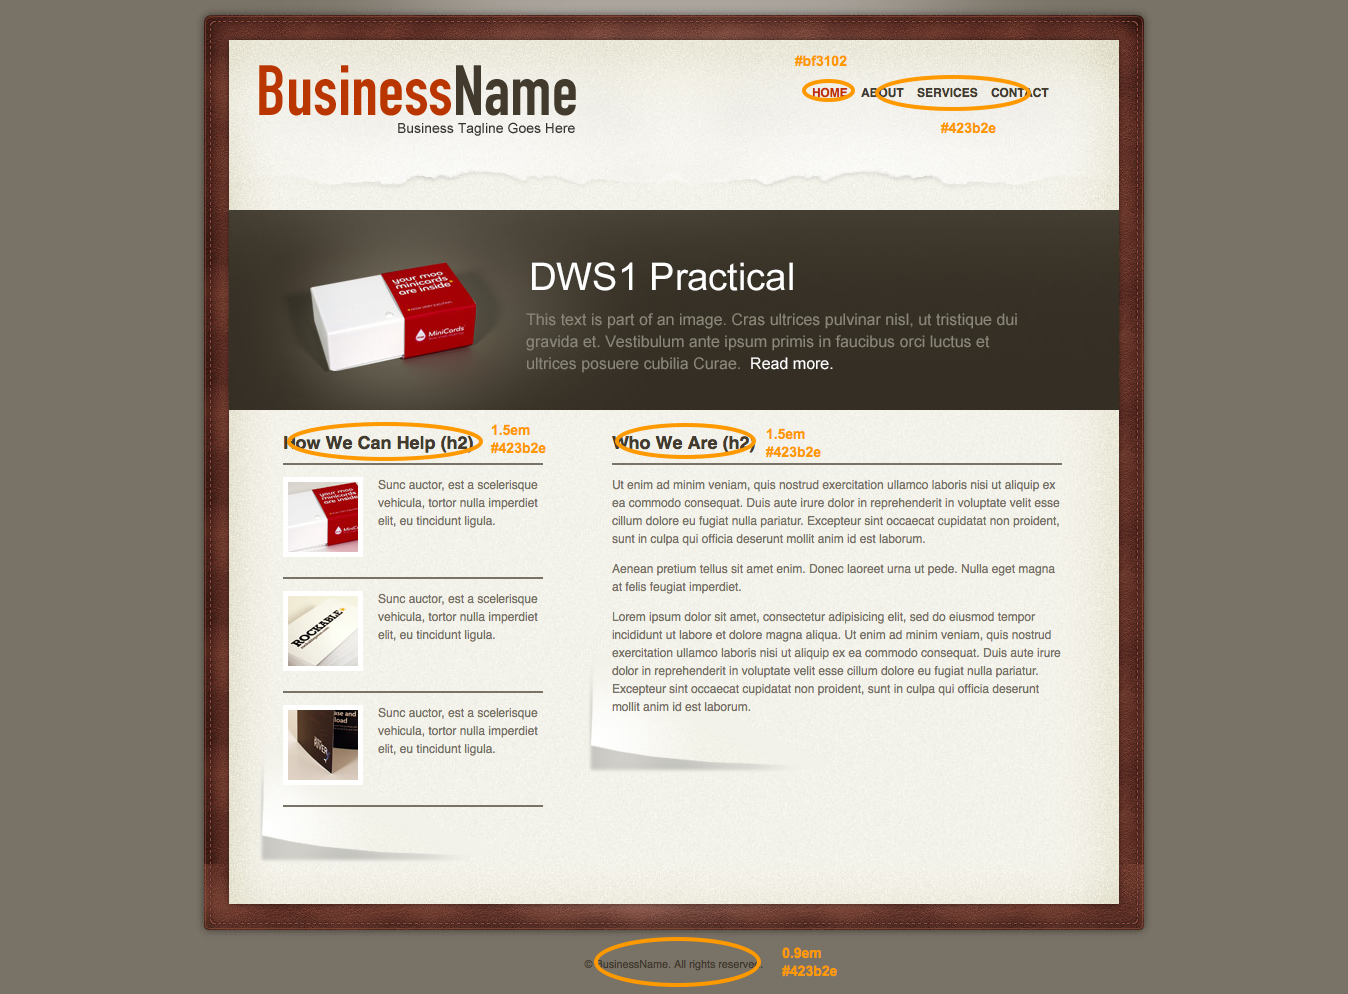 #bf3102
BusinessName
HOME ABOUT SERVICES CONTACT
Business Tagline Goes Here
#423b2e
your moo
minicards
are inside
MiniCards
DWS1 Practical
This text is part of an image. Cras ultrices pulvinar nisl, ut tristique dui
gravida et. Vestibulum ante ipsum primis in faucibus orci luctus et
ultrices posuere cubilia Curae. Read more.
How We Can Help (h2)
1.5em
#423b2e
Sunc auctor, est a scelerisque
vehicula, tortor nulla imperdiet
elit, eu tincidunt ligula.
ROCKABLE
Sunc auctor, est a scelerisque
vehicula, tortor nulla imperdiet
elit, eu tincidunt ligula.
Sunc auctor, est a scelerisque
vehicula, tortor nulla imperdiet
elit, eu tincidunt ligula.
Who We Are (h2)
1.5em
#423b2e
Ut enim ad minim veniam, quis nostrud exercitation ullamco laboris nisi ut aliquip ex
ea commodo consequat. Duis aute irure dolor in reprehenderit in voluptate velit esse
cillum dolore eu fugiat nulla pariatur. Excepteur sint occaecat cupidatat non proident,
sunt in culpa qui officia deserunt mollit anim id est laborum.
Aenean pretium tellus sit amet enim. Donec laoreet urna ut pede. Nulla eget magna
at felis feugiat imperdiet.
Lorem ipsum dolor sit amet, consectetur adipisicing elit, sed do eiusmod tempor
incididunt ut labore et dolore magna aliqua. Ut enim ad minim veniam, quis nostrud
exercitation ullamco laboris nisi ut aliquip ex ea commodo consequat. Duis aute irure
dolor in reprehenderit in voluptate velit esse cillum dolore eu fugiat nulla pariatur.
Excepteur sint occaecat cupidatat non proident, sunt in culpa qui officia deserunt
mollit anim id est laborum.
© BusinessName. All rights reserved.
0.9em
#423b2e